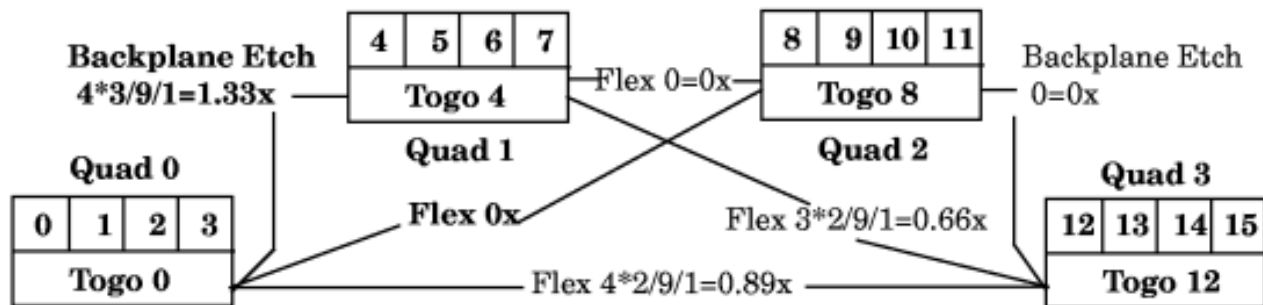 4 5 6 7
8 9 10 11
Backplane Etch
4*3/9/1=1.33x
Togo 4
Flex 0=0x
Togo 8
Backplane Etch
0=0x
Quad 1
Quad 2
Quad 0
Quad 3
0 1 2 3
Flex 0x
Flex 3*2/9/1=0.66x
12 13 14 15
Togo 0
Flex 4*2/9/1=0.89x
Togo 12